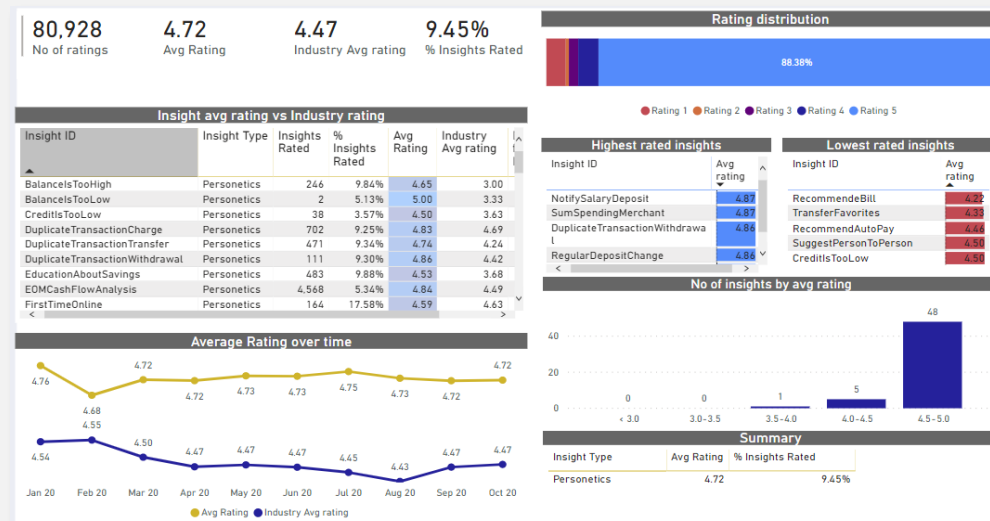 80,928 4.72 4.47 9.45%
No of ratings Avg Rating Industry Avg rating % Insights Rated
Rating distribution
88.38%
Rating 1 Rating 2 Rating 3 Rating 4 Rating 5
Insight avg rating vs Industry rating
Insight ID Insight Type Insights Rated % Insights Rated Avg Rating Industry Avg rating
BalanceIsTooHigh Personetics 246 9.84% 4.65 3.00
BalanceIsTooLow Personetics 2 5.13% 5.00 3.33
CreditIsTooLow Personetics 38 3.57% 4.50 3.63
DuplicateTransactionCharge Personetics 702 9.25% 4.83 4.69
DuplicateTransactionTransfer Personetics 471 9.34% 4.74 4.24
DuplicateTransactionWithdrawal Personetics 111 9.30% 4.86 4.42
EducationAboutSavings Personetics 483 9.88% 4.53 3.68
EOMCashFlowAnalysis Personetics 4,568 5.34% 4.84 4.49
FirstTimeOnline Personetics 164 17.58% 4.59 4.63
Highest rated insights
Insight ID Avg rating
NotifySalaryDeposit 4.87
SumSpendingMerchant 4.87
DuplicateTransactionWithdrawa
l 4.86
RegularDepositChange 4.86
Lowest rated insights
Insight ID Avg rating
RecommendeBill 4.22
TransferFavorites 4.33
RecommendAutoPay 4.46
SuggestPersonToPerson 4.50
CreditIsTooLow 4.50
No of insights by avg rating
40
20
0
0 0 1 5 48
< 3.0 3.0-3.5 3.5-4.0 4.0-4.5 4.5-5.0
Average Rating over time
4.76 4.68 4.72 4.72 4.73 4.73 4.75 4.73 4.72 4.72
4.54 4.55 4.50 4.47 4.47 4.47 4.45 4.43 4.47 4.47
Jan 20 Feb 20 Mar 20 Apr 20 May 20 Jun 20 Jul 20 Aug 20 Sep 20 Oct 20
Avg Rating Industry Avg rating
Summary
Insight Type Avg Rating % Insights Rated
Personetics 4.72 9.45%